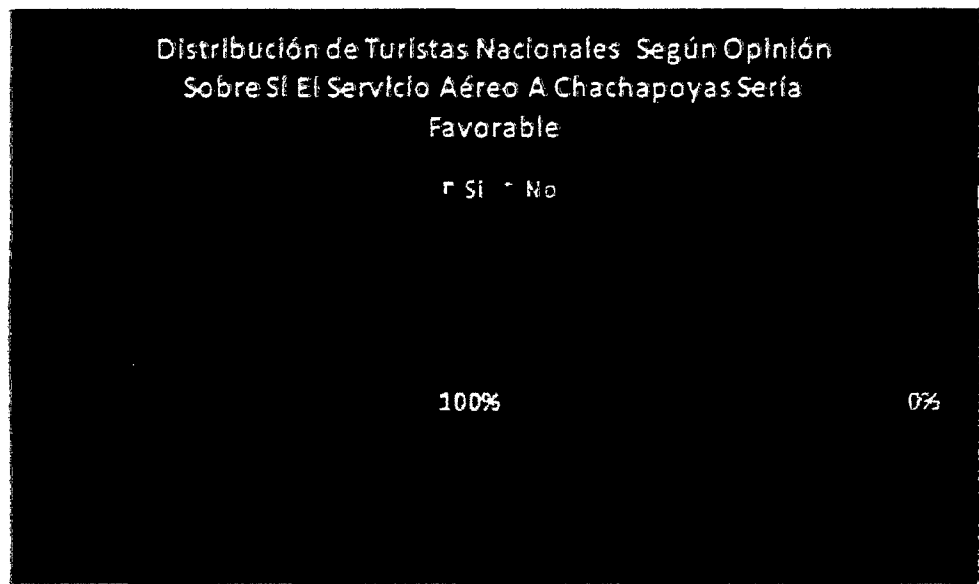 Distribución de Turistas Nacionales Según Opinión
Sobre Si El Servicio Aéreo A Chachapoyas Sería
Favorable
Si No
100% 0%